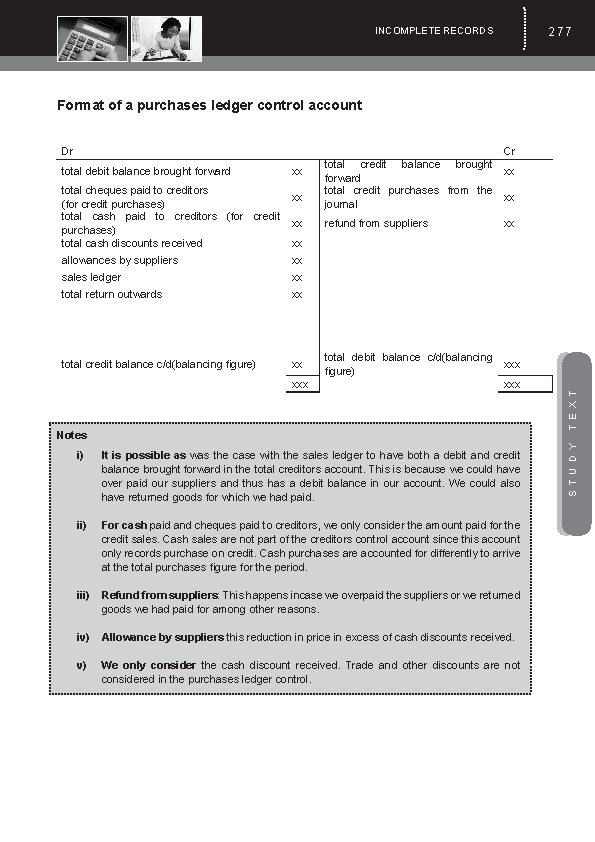 INCOMPLETE RECORDS 277
Format of a purchases ledger control account
Dr Cr
total debit balance brought forward xx
total credit balance brought
forward xx
total cheques paid to creditors
(for credit purchases) xx
total credit purchases from the
journal xx
total cash paid to creditors (for credit
purchases) xx
refund from suppliers xx
total cash discounts received xx
allowances by suppliers xx
sales ledger xx
total return outwards xx
total credit balance c/d(balancing figure) xx
total debit balance c/d(balancing
figure) xxx
xxx xxx
STUDY TEXT
Notes
i) It is possible as was the case with the sales ledger to have both a debit and credit
balance brought forward in the total creditors account. This is because we could have
over paid our suppliers and thus has a debit balance in our account. We could also
have returned goods for which we had paid.
ii) For cash paid and cheques paid to creditors, we only consider the amount paid for the
credit sales. Cash sales are not part of the creditors control account since this account
only records purchase on credit. Cash purchases are accounted for differently to arrive
at the total purchases figure for the period.
iii) Refund from suppliers: This happens incase we overpaid the suppliers or we returned
goods we had paid for among other reasons.
iv) Allowance by suppliers this reduction in price in excess of cash discounts received.
v) We only consider the cash discount received. Trade and other discounts are not
considered in the purchases ledger control.